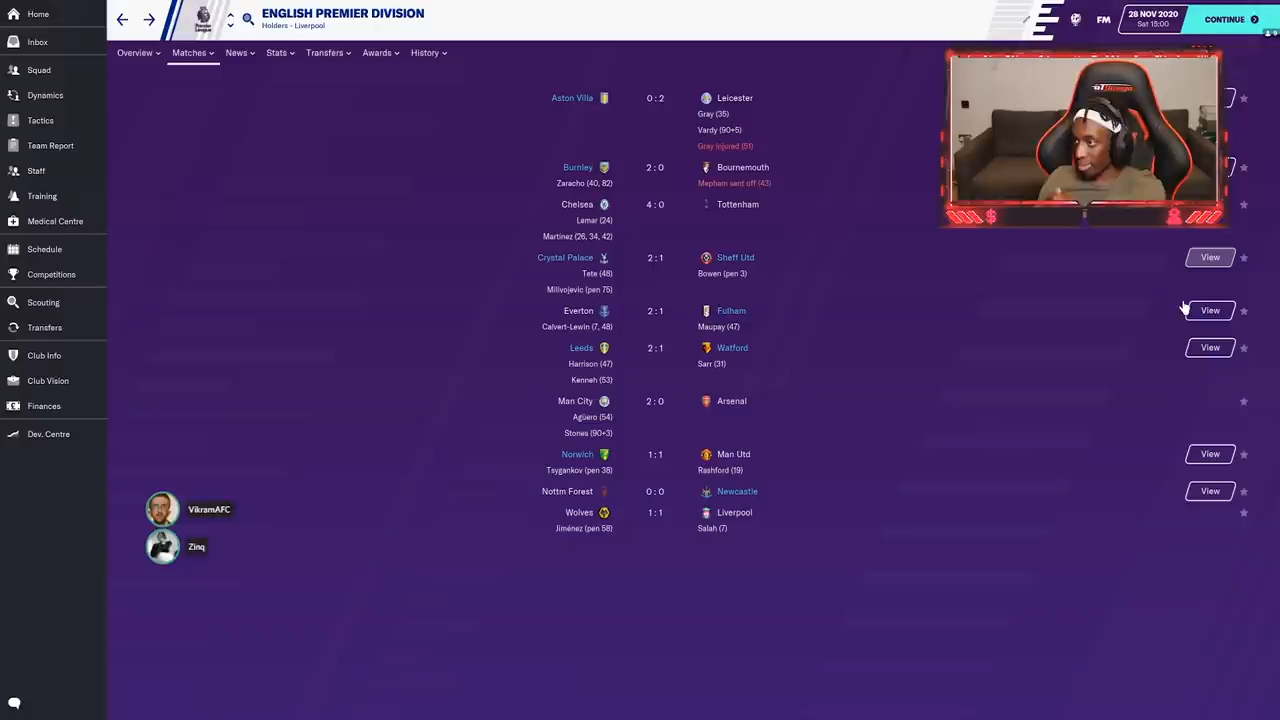 Home
Inbox
Squad
Dynamics
Tactics
Team Report
Staff
Training
Medical Centre
Schedule
Competitions
Scouting
Transfers
Club Info
Club Vision
Finances
Dev. Centre
ENGLISH PREMIER DIVISION
Holders - Liverpool
FM
28 NOV 2020
Sat 15:00
CONTINUE
Overview
Matches
News
Stats
Transfers
Awards
History
Aston Villa 0 : 2 Leicester
Gray (35)
Vardy (90+5)
Gray injured (51)
Burnley 2 : 0 Bournemouth
Zaracho (40, 82) Mepham sent off (43)
Chelsea 4 : 0 Tottenham
Lemar (24)
Martínez (26, 34, 42)
Crystal Palace 2 : 1 Sheff Utd View
Tete (48) Bowen (pen 3)
Milivojevic (pen 75)
Everton 2 : 1 Fulham View
Calvert-Lewin (7, 48) Maupay (47)
Leeds 2 : 1 Watford View
Harrison (47) Sarr (31)
Kenneh (53)
Man City 2 : 0 Arsenal
Agüero (54)
Stones (90+3)
Norwich 1 : 1 Man Utd View
Tsygankov (pen 38) Rashford (19)
Nottm Forest 0 : 0 Newcastle View
Wolves 1 : 1 Liverpool
Jiménez (pen 58) Salah (7)
VikramAFC
Zinq